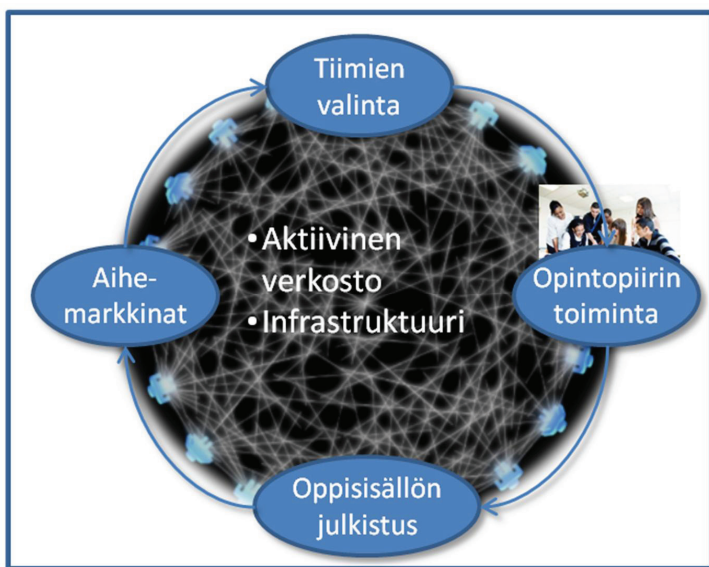 Tiimien
valinta
• Aktiivinen
verkosto
• Infrastruktuuri
Aihe-
markkinat
Opintopiirin
toiminta
Oppisisällön
julkistus